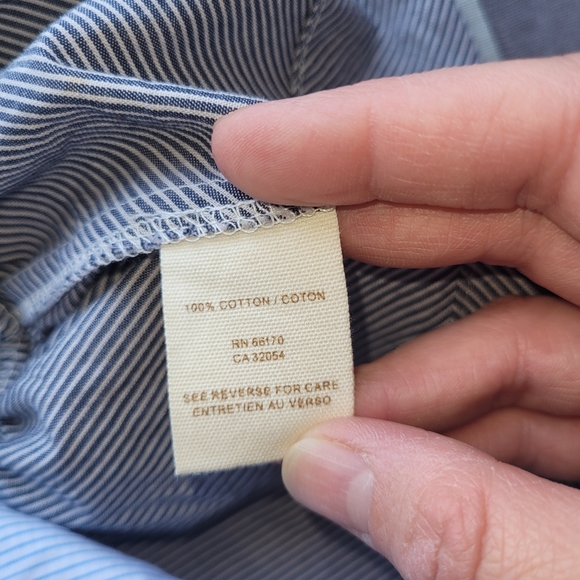 100% COTTON / COTON
RN 66170
CA 32054
SEE REVERSE FOR CARE
ENTRETIEN AU VERSO